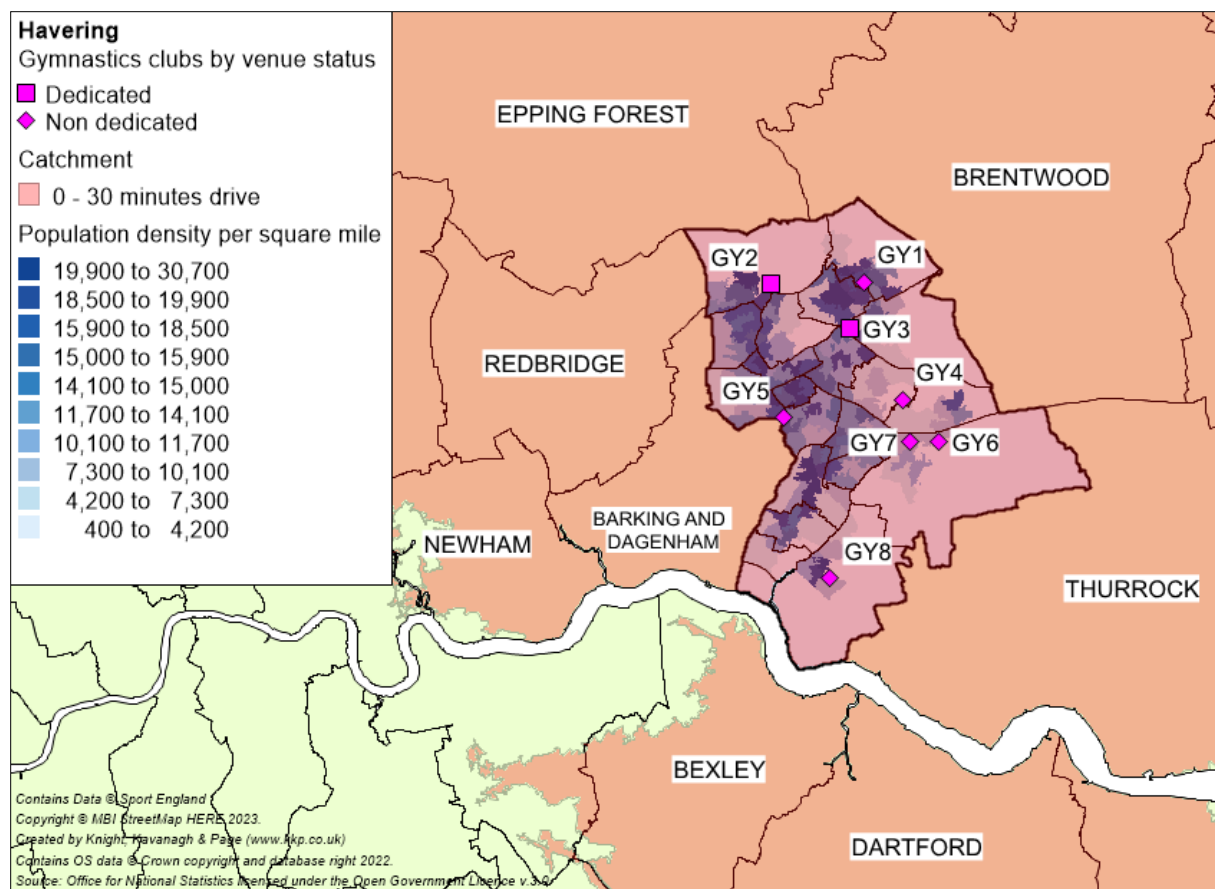 Havering
Gymnastics clubs by venue status
Dedicated
Non dedicated
Catchment
0 - 30 minutes drive
Population density per square mile
19,900 to 30,700
18,500 to 19,900
15,900 to 18,500
15,000 to 15,900
14,100 to 15,000
11,700 to 14,100
10,100 to 11,700
7,300 to 10,100
4,200 to 7,300
400 to 4,200
EPPING FOREST
BRENTWOOD
GY2
GY1
GY3
REDBRIDGE
GY4
GY5
GY7
GY6
BARKING AND
DAGENHAM
NEWHAM
GY8
THURROCK
BEXLEY
DARTFORD
Contains Data © Sport England
Copyright © MBI StreetMap HERE 2023.
Created by Knight, Kavanagh & Page (www.kkp.co.uk)
Contains OS data © Crown copyright and database right 2022.
Source: Office for National Statistics licensed under the Open Government Licence v.3.0